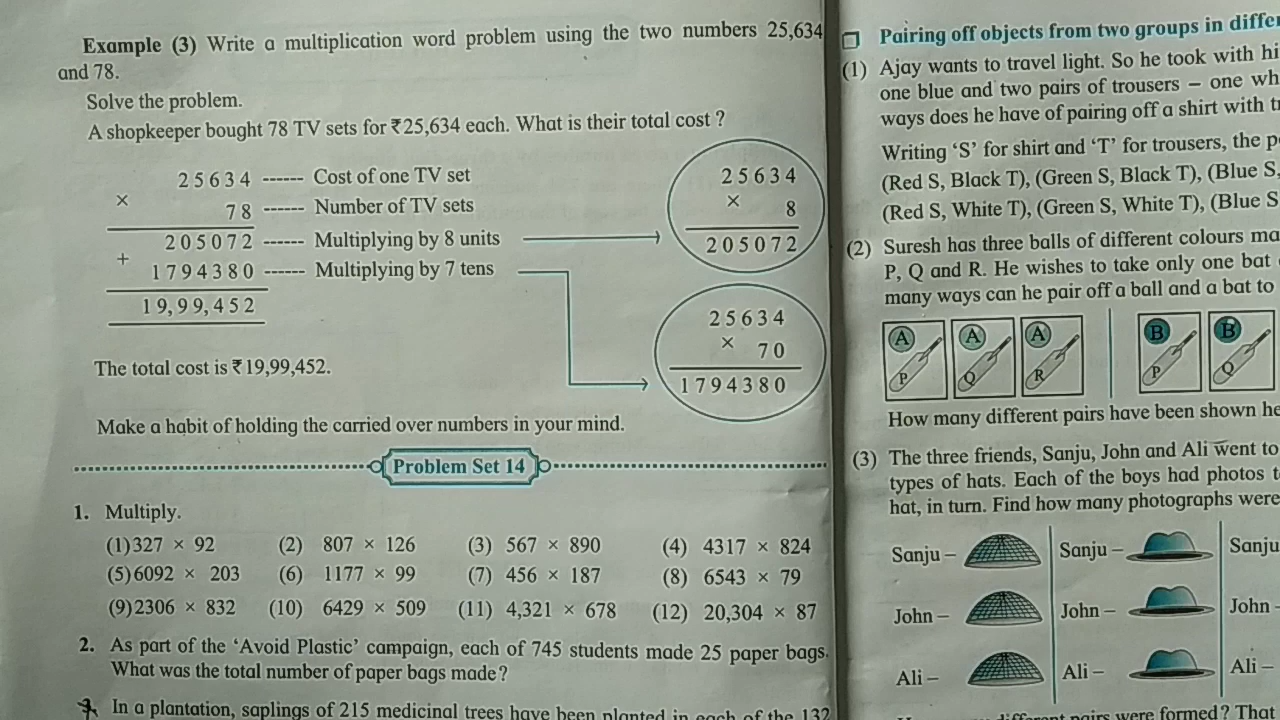 Example (3) Write a multiplication word problem using the two numbers 25,634
and 78.
Solve the problem.
A shopkeeper bought 78 TV sets for ₹25,634 each. What is their total cost ?
25634 ------ Cost of one TV set
× 78 ------ Number of TV sets
205072 ------ Multiplying by 8 units
+ 1794380 ------ Multiplying by 7 tens
19,99,452
25634
× 8
205072
25634
× 70
1794380
The total cost is ₹19,99,452.
Make a habit of holding the carried over numbers in your mind.
Problem Set 14
1. Multiply.
(1) 327 × 92 (2) 807 × 126 (3) 567 × 890 (4) 4317 × 824
(5) 6092 × 203 (6) 1177 × 99 (7) 456 × 187 (8) 6543 × 79
(9) 2306 × 832 (10) 6429 × 509 (11) 4,321 × 678 (12) 20,304 × 87
2. As part of the 'Avoid Plastic' campaign, each of 745 students made 25 paper bags.
What was the total number of paper bags made?
In a plantation, saplings of 215 medicinal trees have been planted in each of the 132
Pairing off objects from two groups in
(1) Ajay wants to travel light. So he took with
one blue and two pairs of trousers – one
ways does he have of pairing off a shirt with
Writing 'S' for shirt and 'T' for trousers, the
(Red S, Black T), (Green S, Black T), (Blue S,
(Red S, White T), (Green S, White T), (Blue S
(2) Suresh has three balls of different colours
P, Q and R. He wishes to take only one bat
many ways can he pair off a ball and a bat to
A A A B B
P Q R P Q
How many different pairs have been shown
(3) The three friends, Sanju, John and Ali went to
types of hats. Each of the boys had photos
hat, in turn. Find how many photographs were
Sanju – Sanju – Sanju
John – John – John -
Ali – Ali – Ali –
different pairs were formed? That